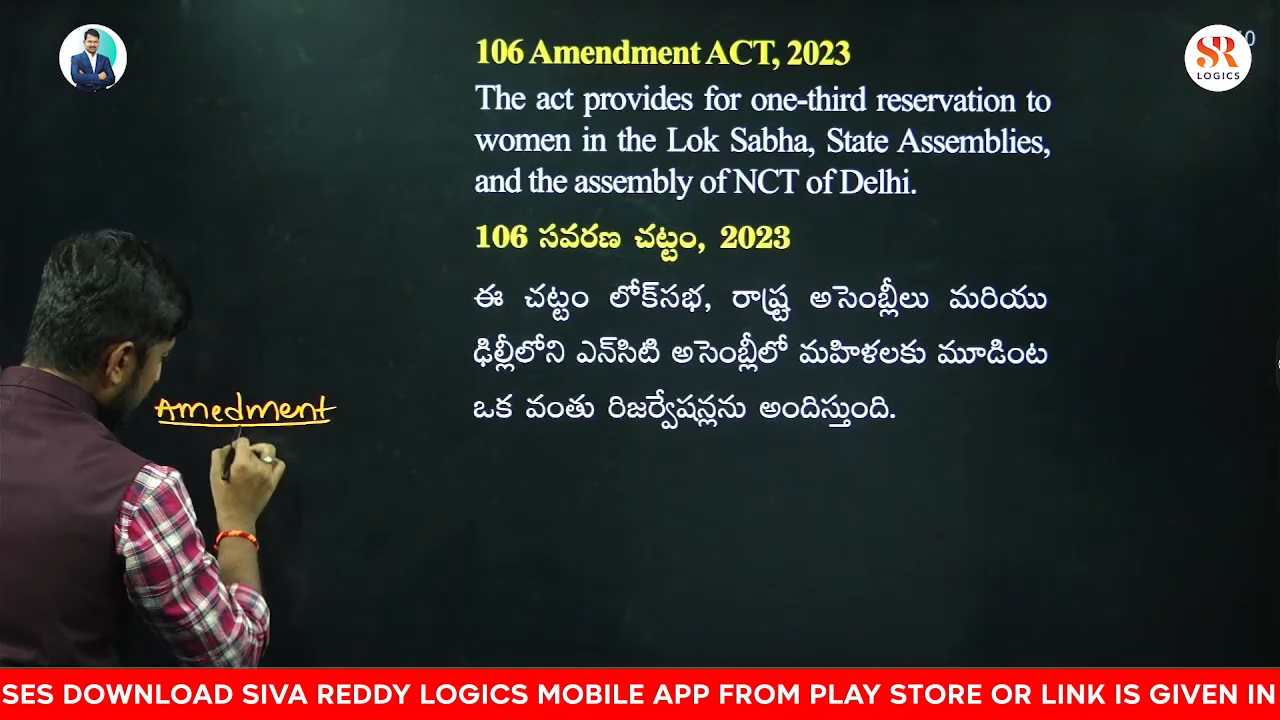 106 Amendment ACT, 2023
The act provides for one-third reservation to
women in the Lok Sabha, State Assemblies,
and the assembly of NCT of Delhi.
106 సవరణ చట్టం, 2023
ఈ చట్టం లోక్‌సభ, రాష్ట్ర అసెంబ్లీలు మరియు
ఢిల్లీలోని ఎన్‌సిటి అసెంబ్లీలో మహిళలకు మూడింట
ఒక వంతు రిజర్వేషన్లను అందిస్తుంది.
Amedment
SR
LOGICS
SES DOWNLOAD SIVA REDDY LOGICS MOBILE APP FROM PLAY STORE OR LINK IS GIVEN IN